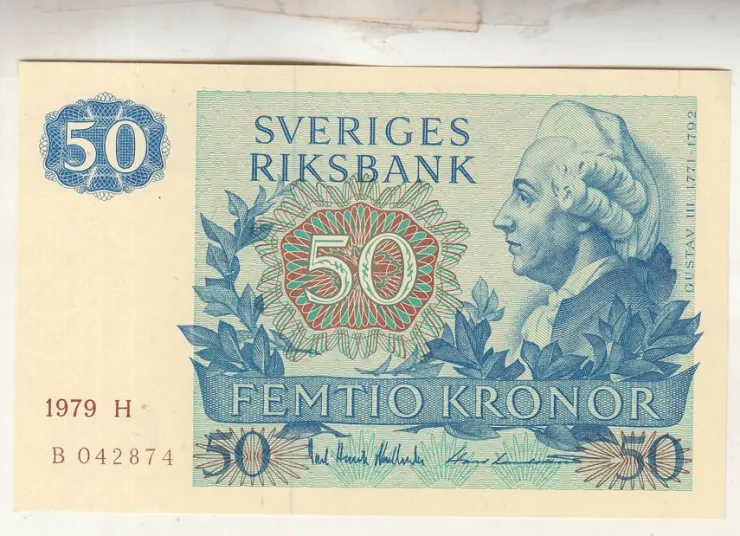 50
SVERIGES
RIKSBANK
50
GUSTAV III 1771-1792
FEMTIO KRONOR
1979 H
B 042874
50
50